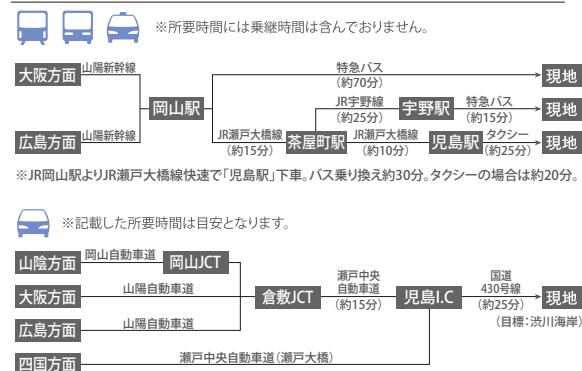 ※所要時間には乗継時間は含んでおりません。
大阪方面 山陽新幹線
広島方面 山陽新幹線
岡山駅
特急バス
(約70分)
現地
JR瀬戸大橋線
(約15分)
茶屋町駅
JR宇野線
(約25分)
宇野駅
特急バス
(約15分)
現地
JR瀬戸大橋線
(約10分)
児島駅
タクシー
(約25分)
現地
※JR岡山駅よりJR瀬戸大橋線快速で「児島駅」下車。バス乗り換え約30分。タクシーの場合は約20分。
※記載した所要時間は目安となります。
山陰方面 岡山自動車道 岡山JCT
大阪方面 山陽自動車道
広島方面 山陽自動車道
倉敷JCT
瀬戸中央
自動車道
(約15分)
児島I.C
国道
430号線
(約25分)
現地
(目標:渋川海岸)
四国方面 瀬戸中央自動車道(瀬戸大橋)